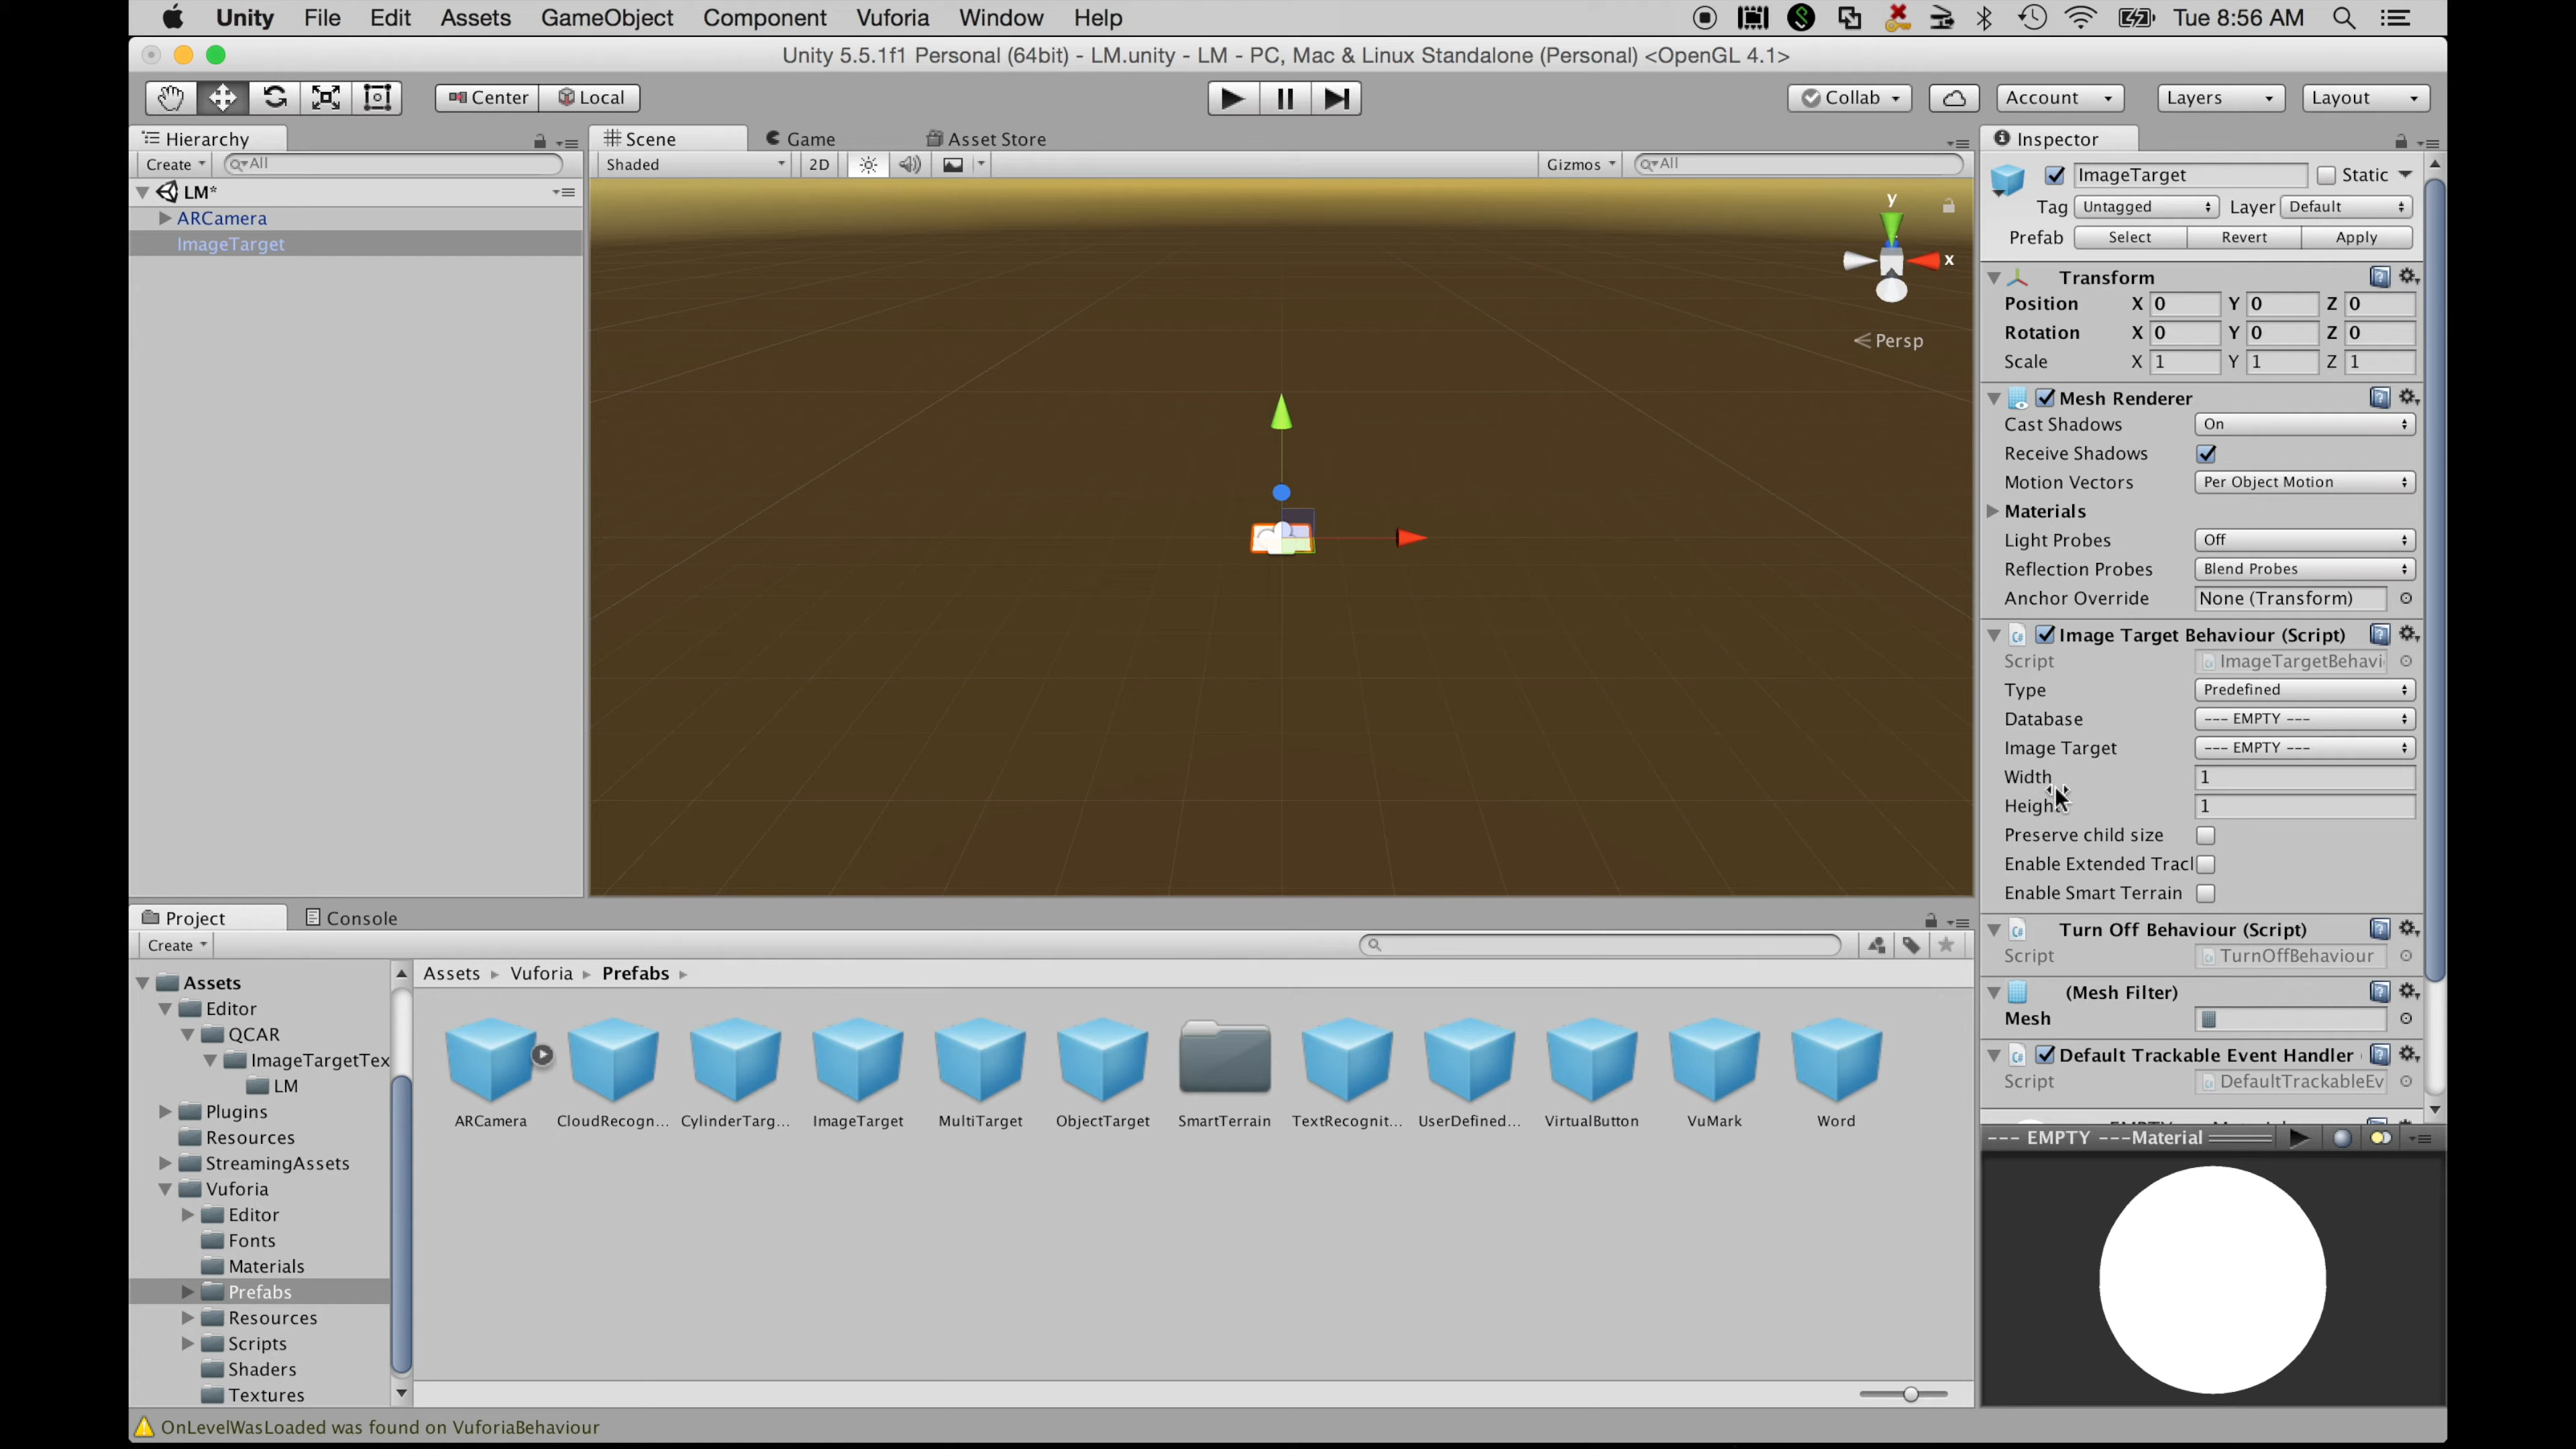 Unity File Edit Assets GameObject Component Vuforia Window Help Tue 8:56 AM
Unity 5.5.1f1 Personal (64bit) - LM.unity - LM - PC, Mac & Linux Standalone (Personal) <OpenGL 4.1>
Center Local Collab Account Layers Layout
Hierarchy
Create All
LM*
ARCamera
ImageTarget
Scene Game Asset Store
Shaded 2D Gizmos All
y
x
Persp
Inspector
ImageTarget Static
Tag Untagged Layer Default
Prefab Select Revert Apply
Transform
Position X 0 Y 0 Z 0
Rotation X 0 Y 0 Z 0
Scale X 1 Y 1 Z 1
Mesh Renderer
Cast Shadows On
Receive Shadows
Motion Vectors Per Object Motion
Materials
Light Probes Off
Reflection Probes Blend Probes
Anchor Override None (Transform)
Image Target Behaviour (Script)
Script ImageTargetBehavi
Type Predefined
Database --- EMPTY ---
Image Target --- EMPTY ---
Width 1
Height 1
Preserve child size
Enable Extended Tracl
Enable Smart Terrain
Turn Off Behaviour (Script)
Script TurnOffBehaviour
(Mesh Filter)
Mesh
Default Trackable Event Handler (
Script DefaultTrackableEv
--- EMPTY ---Material
Project Console
Create
Assets
Editor
QCAR
ImageTargetTex
LM
Plugins
Resources
StreamingAssets
Vuforia
Editor
Fonts
Materials
Prefabs
Resources
Scripts
Shaders
Textures
Assets Vuforia Prefabs
ARCamera CloudRecogn... CylinderTarg... ImageTarget MultiTarget ObjectTarget SmartTerrain TextRecognit... UserDefined... VirtualButton VuMark Word
OnLevelWasLoaded was found on VuforiaBehaviour